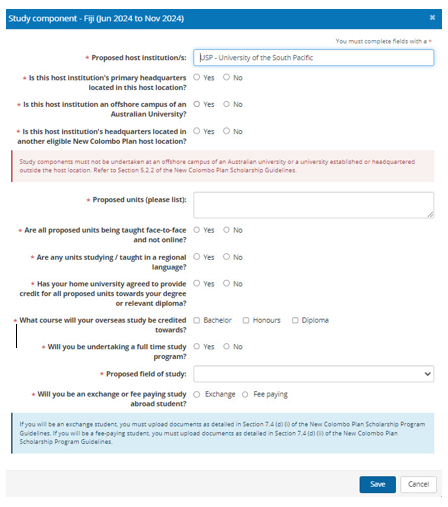 Study component - Fiji (Jun 2024 to Nov 2024) ×
You must complete fields with a *
* Proposed host institution/s: USP - University of the South Pacific
* Is this host institution's primary headquarters Yes No
located in this host location?
* Is this host institution an offshore campus of an Yes No
Australian University?
* Is this host institution's headquarters located in Yes No
another eligible New Colombo Plan host location?
Study components must not be undertaken at an offshore campus of an Australian university or a university established or headquartered
outside the host location. Refer to Section 5.2.2 of the New Colombo Plan Scholarship Guidelines.
* Proposed units (please list):
* Are all proposed units being taught face-to-face Yes No
and not online?
* Are any units studying / taught in a regional Yes No
language?
* Has your home university agreed to provide Yes No
credit for all proposed units towards your degree
or relevant diploma?
* What course will your overseas study be credited Bachelor Honours Diploma
towards?
* Will you be undertaking a full time study Yes No
program?
* Proposed field of study:
* Will you be an exchange or fee paying study Exchange Fee paying
abroad student?
If you will be an exchange student, you must upload documents as detailed in Section 7.4 (d) (i) of the New Colombo Plan Scholarship Program
Guidelines. If you will be a fee-paying student, you must upload documents as detailed in Section 7.4 (d) (ii) of the New Colombo Plan
Scholarship Program Guidelines.
Save Cancel